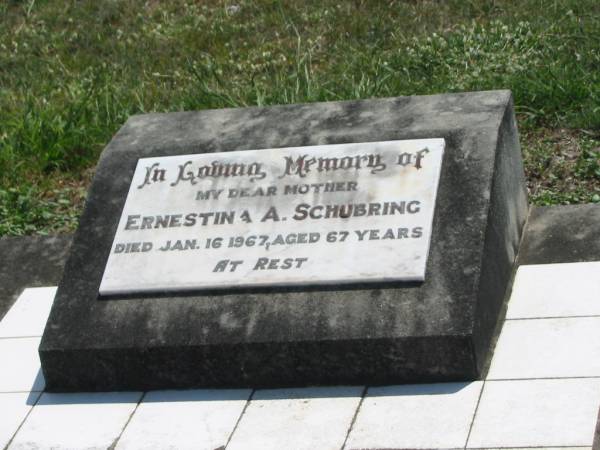 In Loving Memory of
MY DEAR MOTHER
ERNESTINA A. SCHUBRING
DIED JAN. 16 1967, AGED 67 YEARS
AT REST